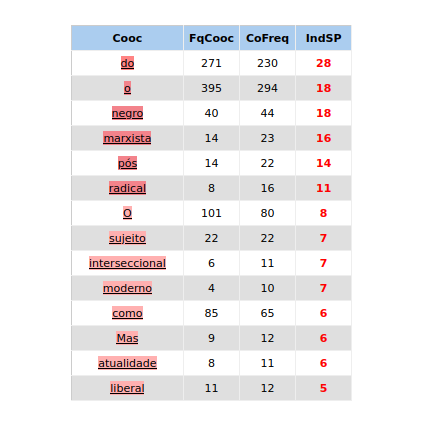 Cooc FqCooc CoFreq IndSP
do 271 230 28
o 395 294 18
negro 40 44 18
marxista 14 23 16
pós 14 22 14
radical 8 16 11
O 101 80 8
sujeito 22 22 7
interseccional 6 11 7
moderno 4 10 7
como 85 65 6
Mas 9 12 6
atualidade 8 11 6
liberal 11 12 5